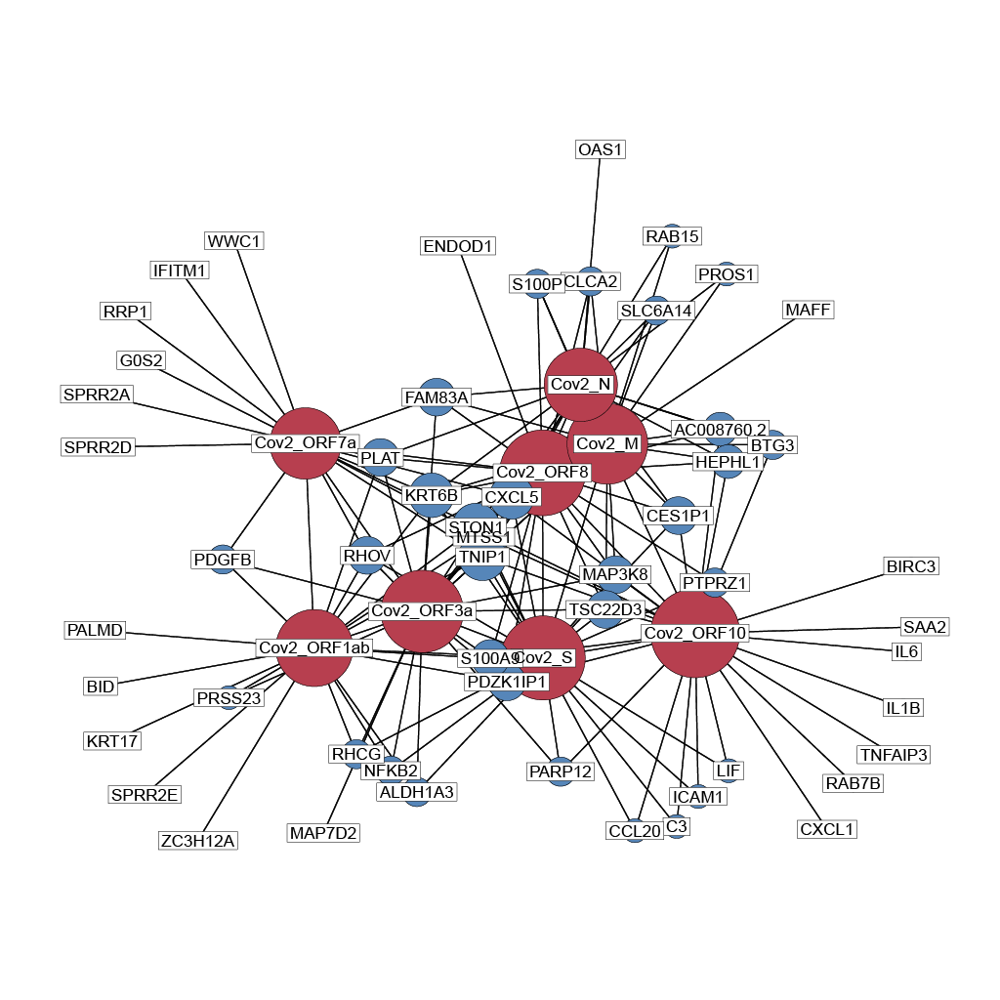 OAS1
RAB15
WWC1
ENDOD1
IFITM1
PROS1
S100P
CLCA2
RRP1
SLC6A14
MAFF
G0S2
Cov2_N
SPRR2A
FAM83A
AC008760.2
Cov2_ORF7a
Cov2_M
BTG3
SPRR2D
PLAT
HEPHL1
Cov2_ORF8
KRT6B
CXCL5
CES1P1
STON1
MTSS1
PDGFB
RHOV
TNIP1
BIRC3
MAP3K8
PTPRZ1
Cov2_ORF3a
TSC22D3
PALMD
SAA2
Cov2_ORF10
Cov2_ORF1ab
IL6
S100A9
Cov2_S
BID
PDZK1IP1
PRSS23
IL1B
KRT17
RHCG
TNFAIP3
NFKB2
PARP12
LIF
RAB7B
SPRR2E
ALDH1A3
ICAM1
ZC3H12A
MAP7D2
CCL20
C3
CXCL1